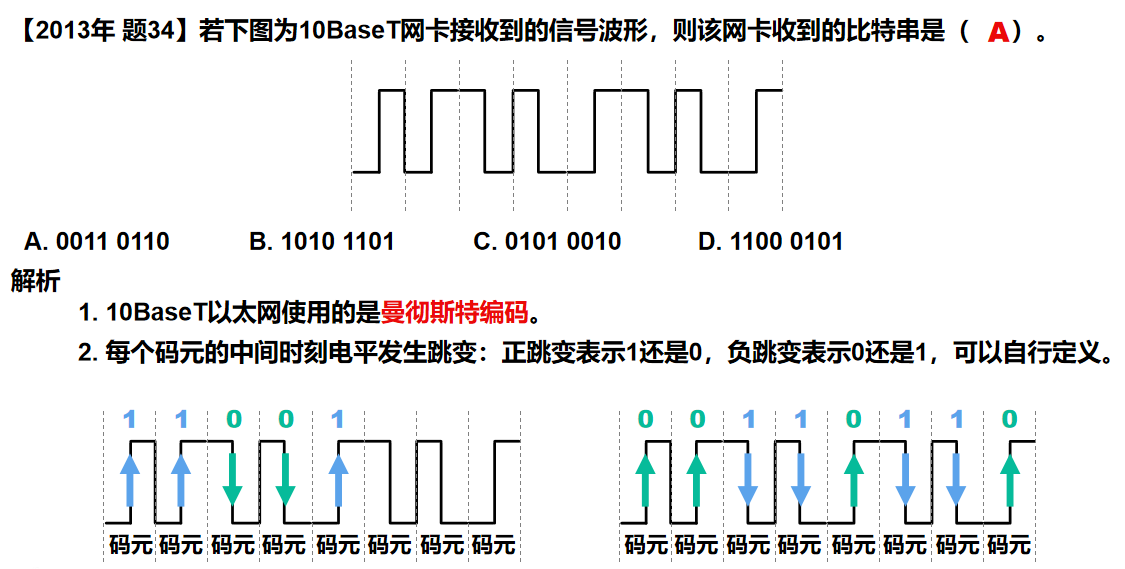 【2013年 题34】若下图为10BaseT网卡接收到的信号波形，则该网卡收到的比特串是（ A ）。
A. 0011 0110 B. 1010 1101 C. 0101 0010 D. 1100 0101
解析
1. 10BaseT以太网使用的是曼彻斯特编码。
2. 每个码元的中间时刻电平发生跳变：正跳变表示1还是0，负跳变表示0还是1，可以自行定义。
1 1 0 0 1 0 0 1 1 0 1 1 0
码元 码元 码元 码元 码元 码元 码元 码元 码元 码元 码元 码元 码元 码元 码元 码元